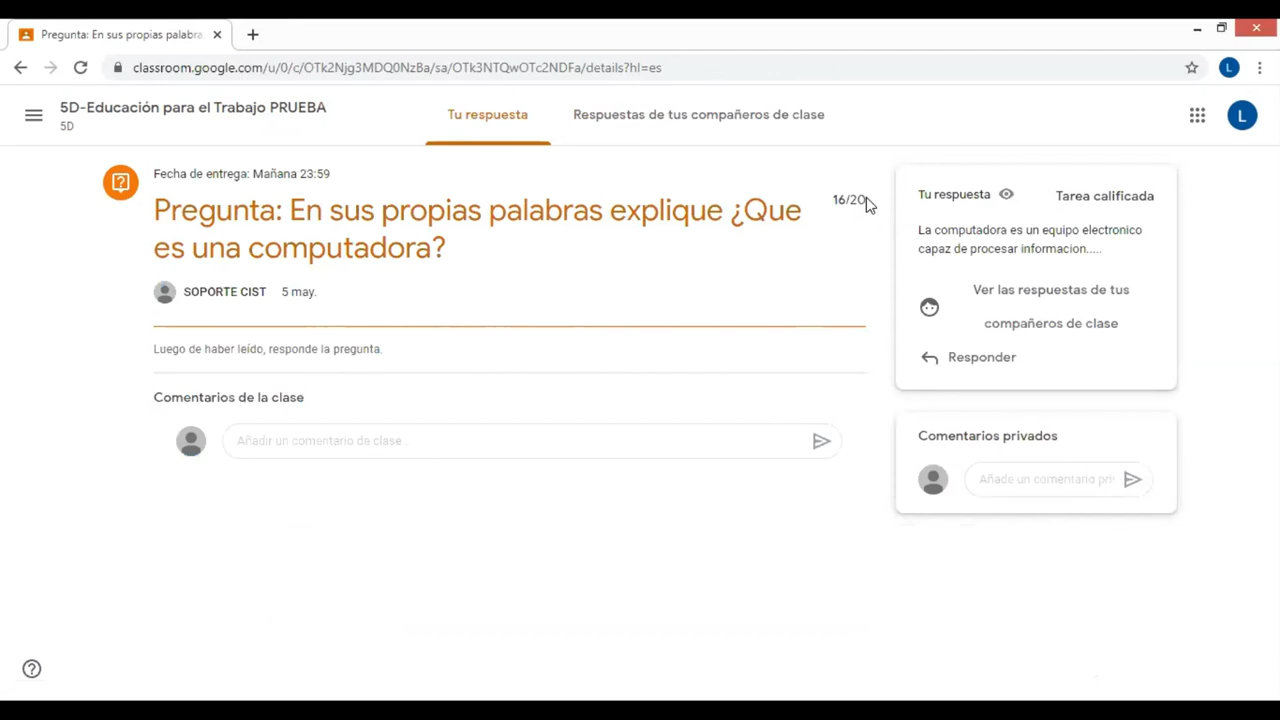 Pregunta: En sus propias palabra
classroom.google.com/u/0/c/OTk2Njg3MDQ0NzBa/sa/OTk3NTQwOTc2NDFa/details?hl=es
L
5D-Educación para el Trabajo PRUEBA
5D
Tu respuesta
Respuestas de tus compañeros de clase
L
Fecha de entrega: Mañana 23:59
Pregunta: En sus propias palabras explique ¿Que
es una computadora?
16/20
SOPORTE CIST 5 may.
Luego de haber leído, responde la pregunta.
Comentarios de la clase
Añadir un comentario de clase...
Tu respuesta
Tarea calificada
La computadora es un equipo electronico
capaz de procesar informacion.....
Ver las respuestas de tus
compañeros de clase
Responder
Comentarios privados
Añade un comentario pri